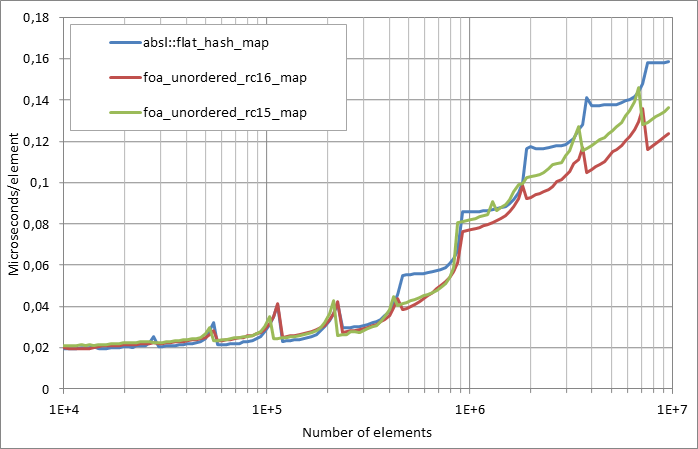 0,18
0,16
0,14
0,12
0,1
0,08
0,06
0,04
0,02
0
Microseconds/element
absl::flat_hash_map
foa_unordered_rc16_map
foa_unordered_rc15_map
1E+4 1E+5 1E+6 1E+7
Number of elements